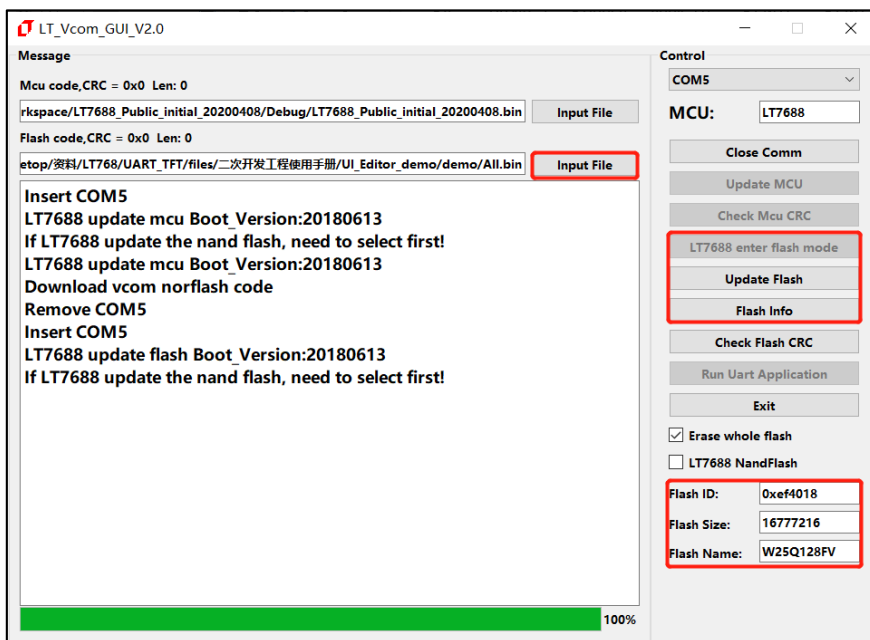 LT_Vcom_GUI_V2.0
Message
Mcu code,CRC = 0x0 Len: 0
rkspace/LT7688_Public_initial_20200408/Debug/LT7688_Public_initial_20200408.bin
Input File
Flash code,CRC = 0x0 Len: 0
etop/资料/LT768/UART_TFT/files/二次开发工程使用手册/UI_Editor_demo/demo/All.bin
Input File
Insert COM5
LT7688 update mcu Boot_Version:20180613
If LT7688 update the nand flash, need to select first!
LT7688 update mcu Boot_Version:20180613
Download vcom norflash code
Remove COM5
Insert COM5
LT7688 update flash Boot_Version:20180613
If LT7688 update the nand flash, need to select first!
100%
Control
COM5
MCU: LT7688
Close Comm
Update MCU
Check Mcu CRC
LT7688 enter flash mode
Update Flash
Flash Info
Check Flash CRC
Run Uart Application
Exit
Erase whole flash
LT7688 NandFlash
Flash ID: 0xef4018
Flash Size: 16777216
Flash Name: W25Q128FV